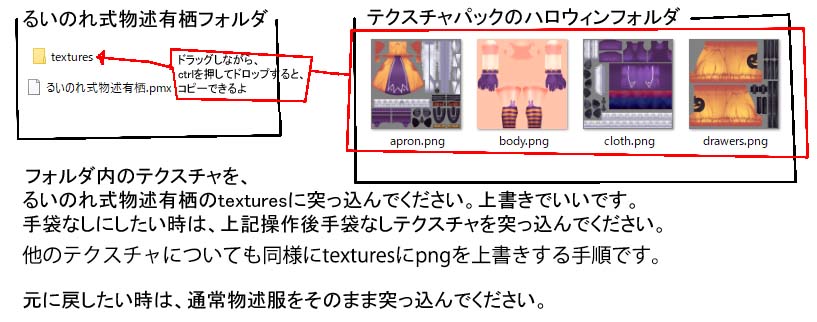 るいのれ式物述有栖フォルダ
テクスチャパックのハロウィンフォルダ
textures
るいのれ式物述有栖.pmx
ドラッグしながら、
ctrlを押してドロップすると、
コピーできるよ
apron.png
body.png
cloth.png
drawers.png
フォルダ内のテクスチャを、
るいのれ式物述有栖のtexturesに突っ込んでください。上書きでいいです。
手袋なしにしたい時は、上記操作後手袋なしテクスチャを突っ込んでください。
他のテクスチャについても同様にtexturesにpngを上書きする手順です。
元に戻したい時は、通常物述服をそのまま突っ込んでください。